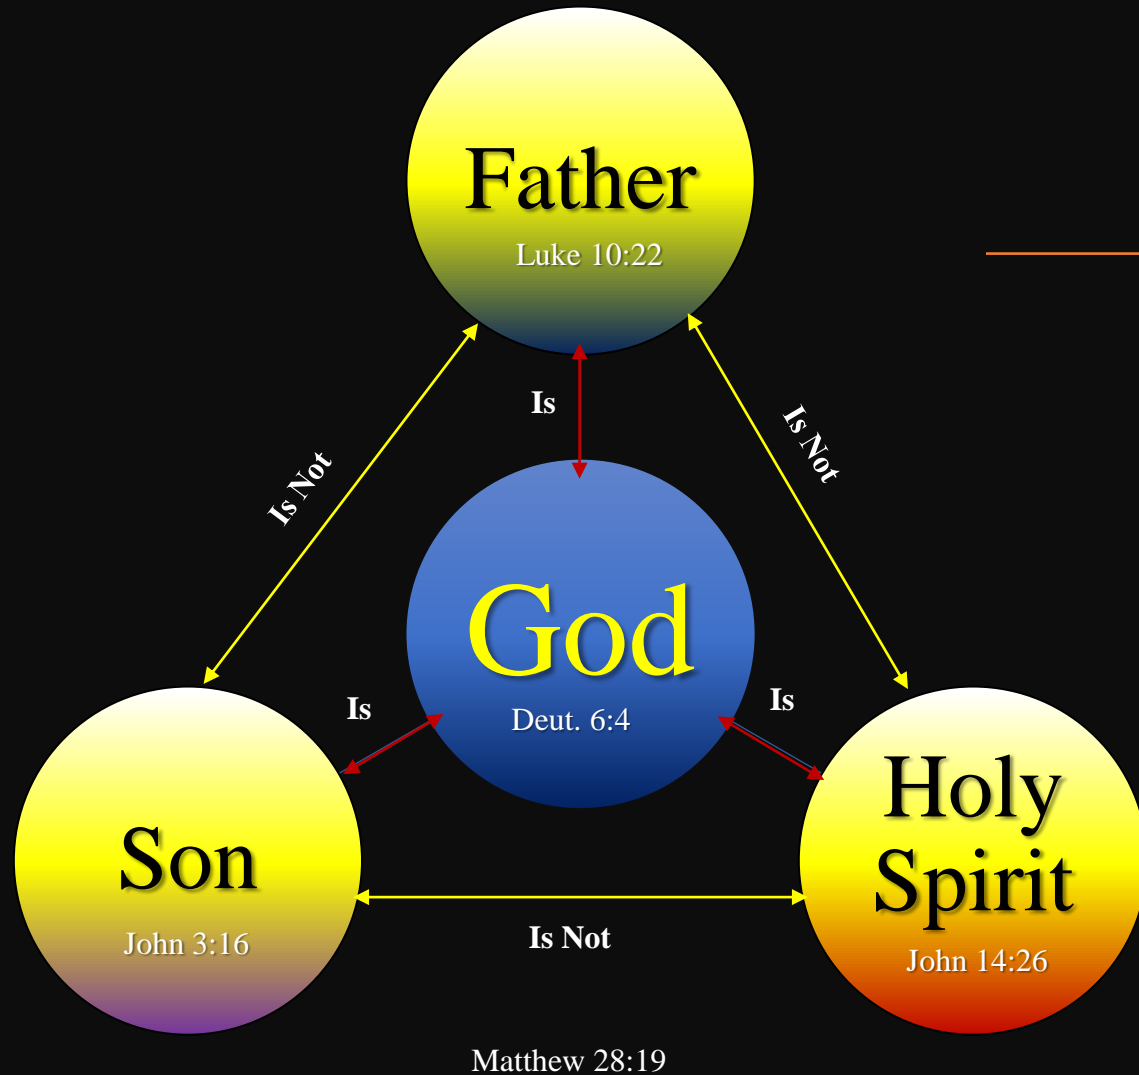 Father
Luke 10:22
Is
Is Not
Is Not
God
Deut. 6:4
Is
Is
Son
John 3:16
Holy
Spirit
John 14:26
Is Not
Matthew 28:19